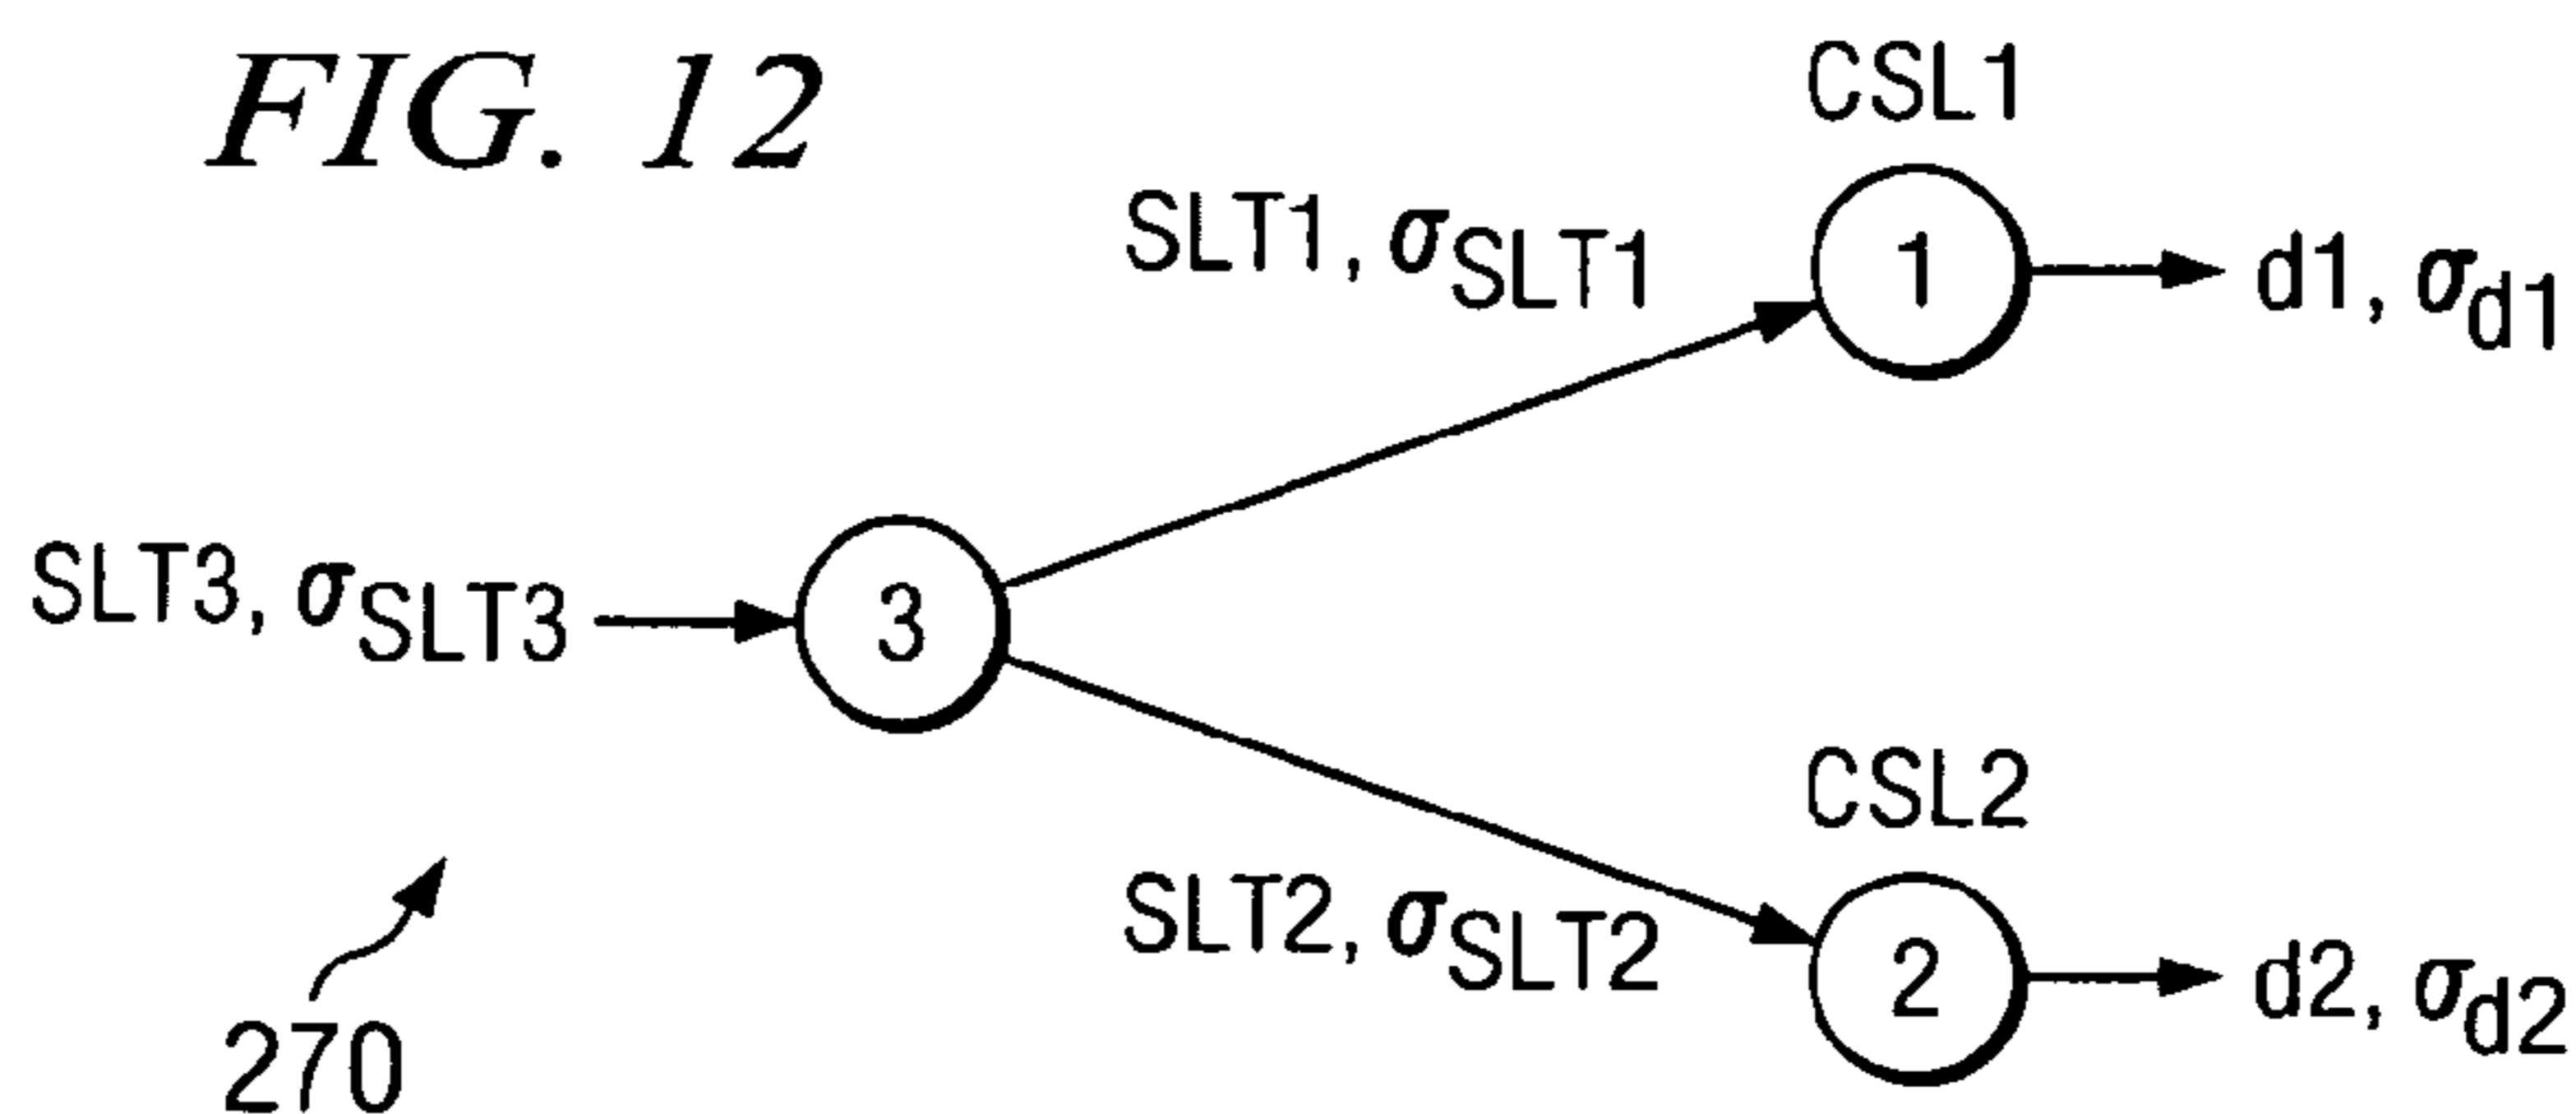 FIG. 12
CSL1
SLT1, σSLT1
1
d1, σd1
SLT3, σSLT3
3
CSL2
SLT2, σSLT2
2
d2, σd2
270